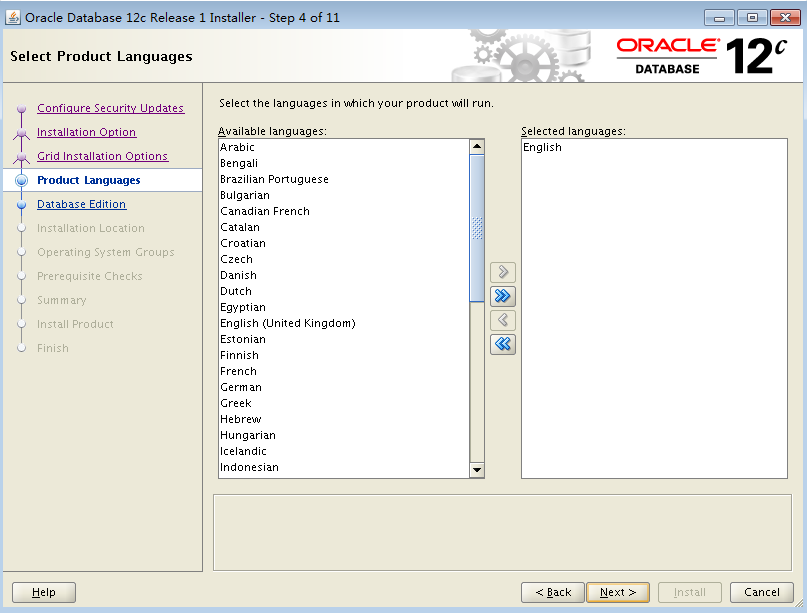 Oracle Database 12c Release 1 Installer - Step 4 of 11
Select Product Languages
ORACLE®
DATABASE
12c
Configure Security Updates
Installation Option
Grid Installation Options
Product Languages
Database Edition
Installation Location
Operating System Groups
Prerequisite Checks
Summary
Install Product
Finish
Select the languages in which your product will run.
Available languages:
Arabic
Bengali
Brazilian Portuguese
Bulgarian
Canadian French
Catalan
Croatian
Czech
Danish
Dutch
Egyptian
English (United Kingdom)
Estonian
Finnish
French
German
Greek
Hebrew
Hungarian
Icelandic
Indonesian
Selected languages:
English
Help
< Back
Next >
Install
Cancel